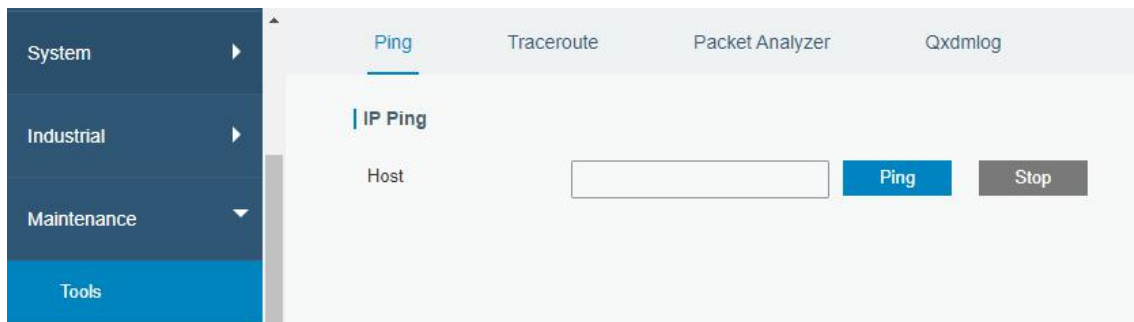 System
Industrial
Maintenance
Tools
Ping Traceroute Packet Analyzer Qxdmlog
IP Ping
Host Ping Stop